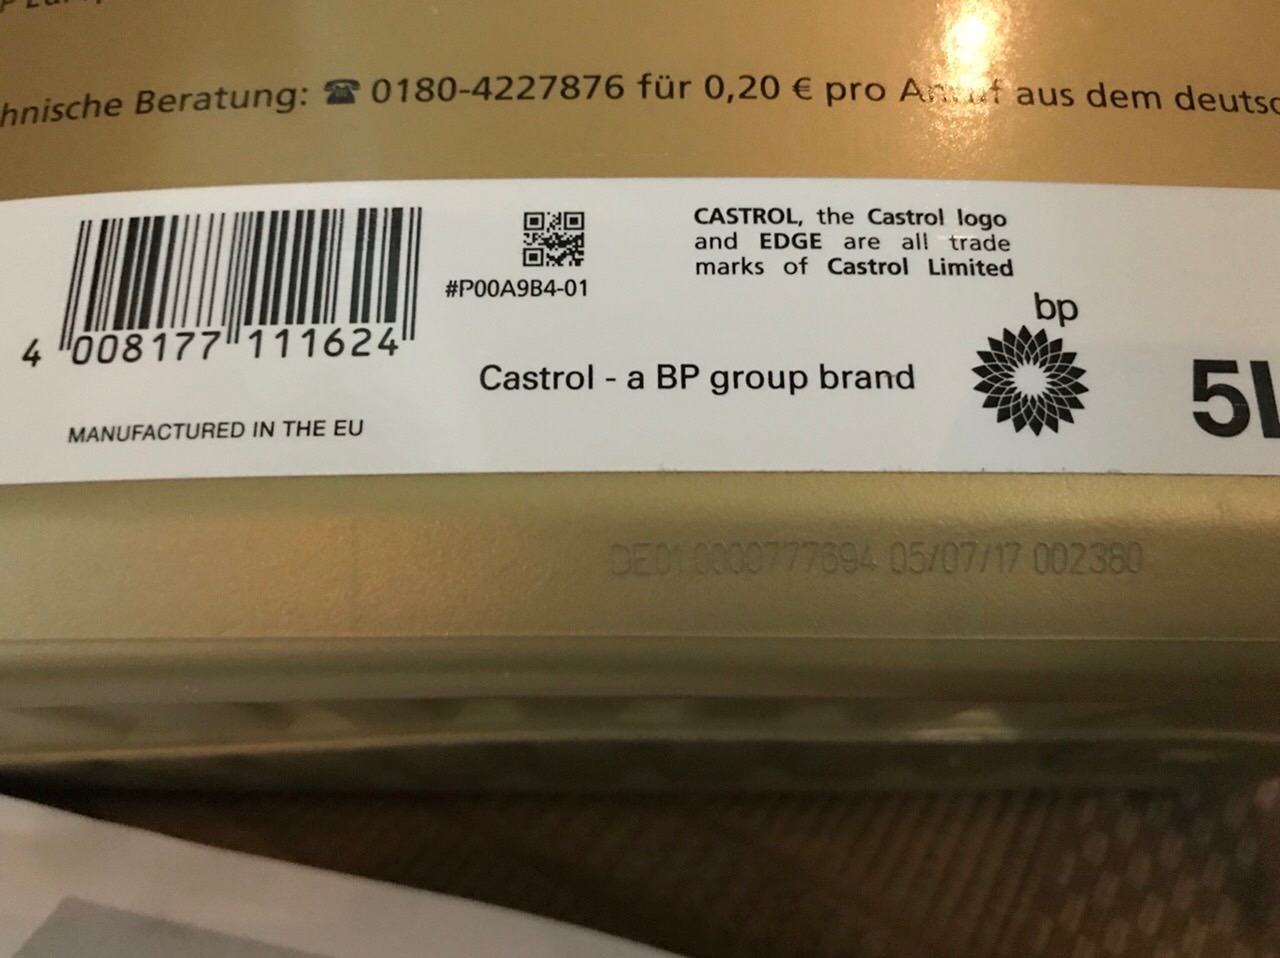 hnische Beratung: ☎ 0180-4227876 für 0,20 € pro Anruf aus dem deutsc
CASTROL, the Castrol logo
and EDGE are all trade
marks of Castrol Limited
#P00A9B4-01
4 008177 111624
bp
Castrol - a BP group brand
5L
MANUFACTURED IN THE EU
DE01 0000777694 05/07/17 002380